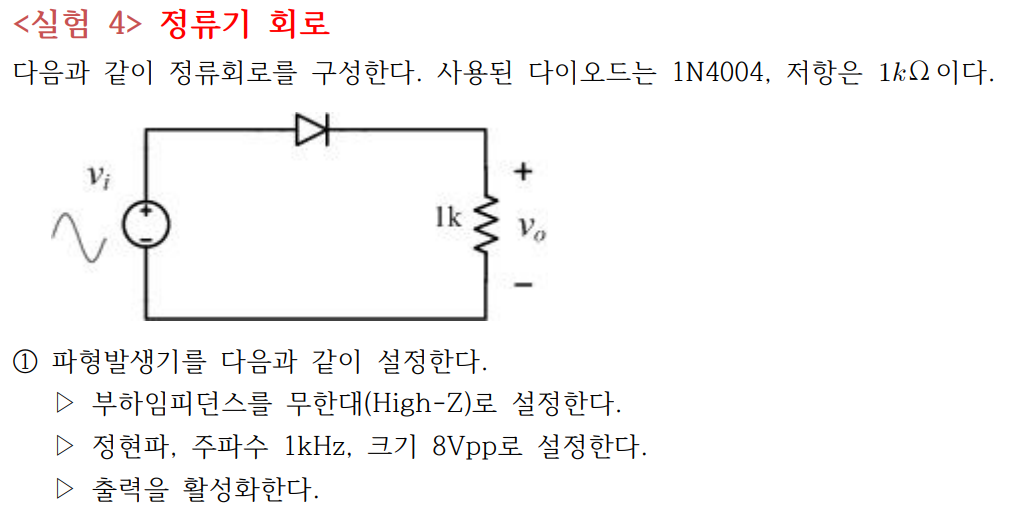 <실험 4> 정류기 회로
다음과 같이 정류회로를 구성한다. 사용된 다이오드는 1N4004, 저항은 1kΩ이다.
vi
+
1k
vo
−
① 파형발생기를 다음과 같이 설정한다.
▷ 부하임피던스를 무한대(High-Z)로 설정한다.
▷ 정현파, 주파수 1kHz, 크기 8Vpp로 설정한다.
▷ 출력을 활성화한다.